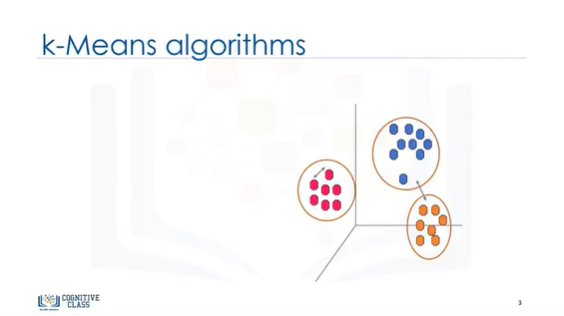 k-Means algorithms
COGNITIVE
CLASS
3